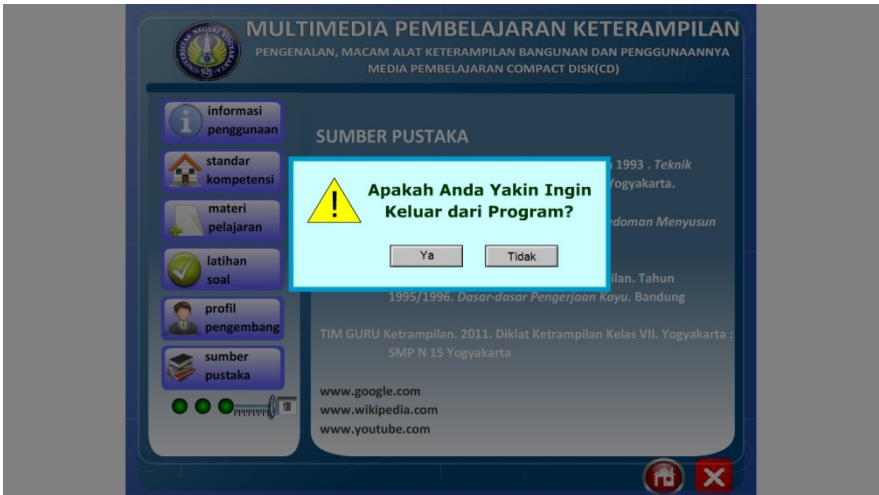 MULTIMEDIA PEMBELAJARAN KETERAMPILAN
PENGENALAN, MACAM ALAT KETERAMPILAN BANGUNAN DAN PENGGUNAANNYA
MEDIA PEMBELAJARAN COMPACT DISK(CD)
informasi
penggunaan
standar
kompetensi
materi
pelajaran
latihan
soal
profil
pengembang
sumber
pustaka
100
SUMBER PUSTAKA
1993 . Teknik
Yogyakarta.
doman Menyusun
ilan. Tahun
1995/1996. Dasar-dasar Pengerjaan Kayu. Bandung
TIM GURU Ketrampilan. 2011. Diklat Ketrampilan Kelas VII. Yogyakarta :
SMP N 15 Yogyakarta
www.google.com
www.wikipedia.com
www.youtube.com
Apakah Anda Yakin Ingin
Keluar dari Program?
Ya
Tidak